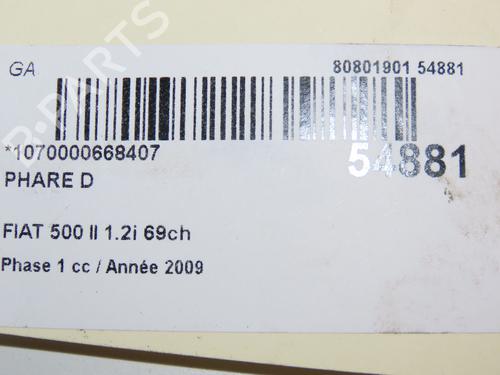 GA 80801901 54881
*1070000668407 54881
PHARE D
FIAT 500 II 1.2i 69ch
Phase 1 cc / Année 2009